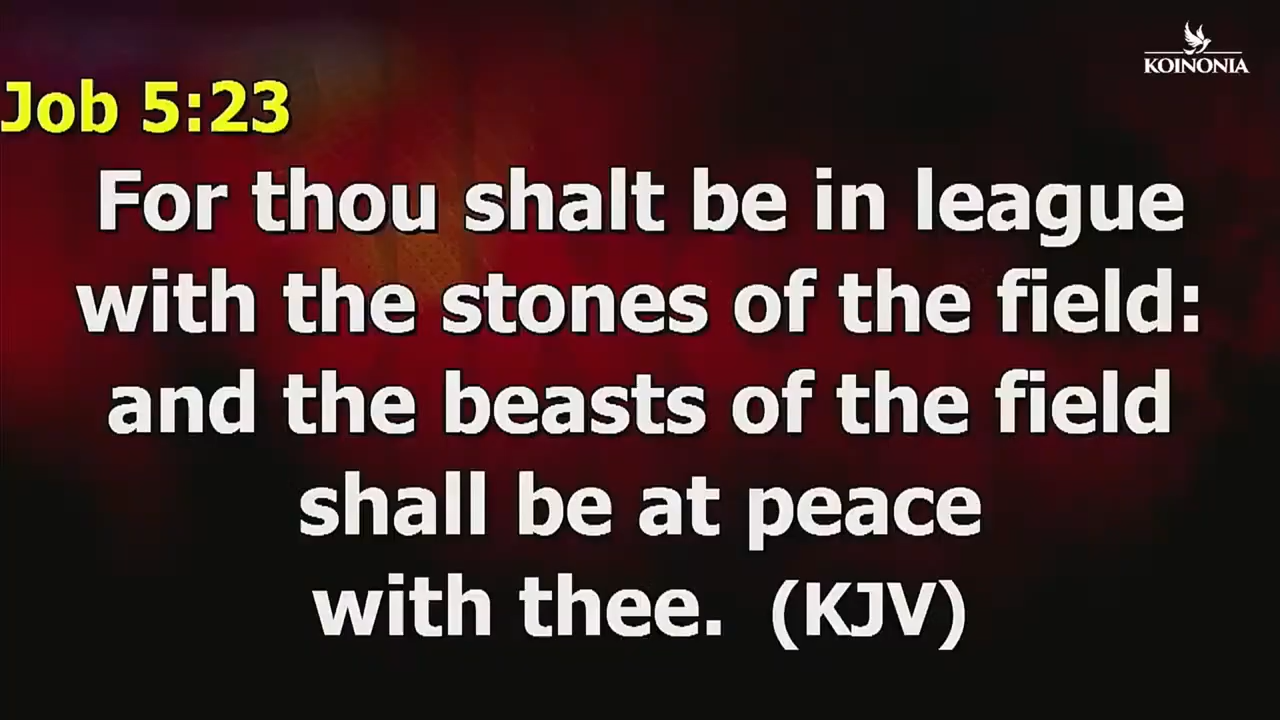 KOINONIA
Job 5:23
For thou shalt be in league
with the stones of the field:
and the beasts of the field
shall be at peace
with thee. (KJV)